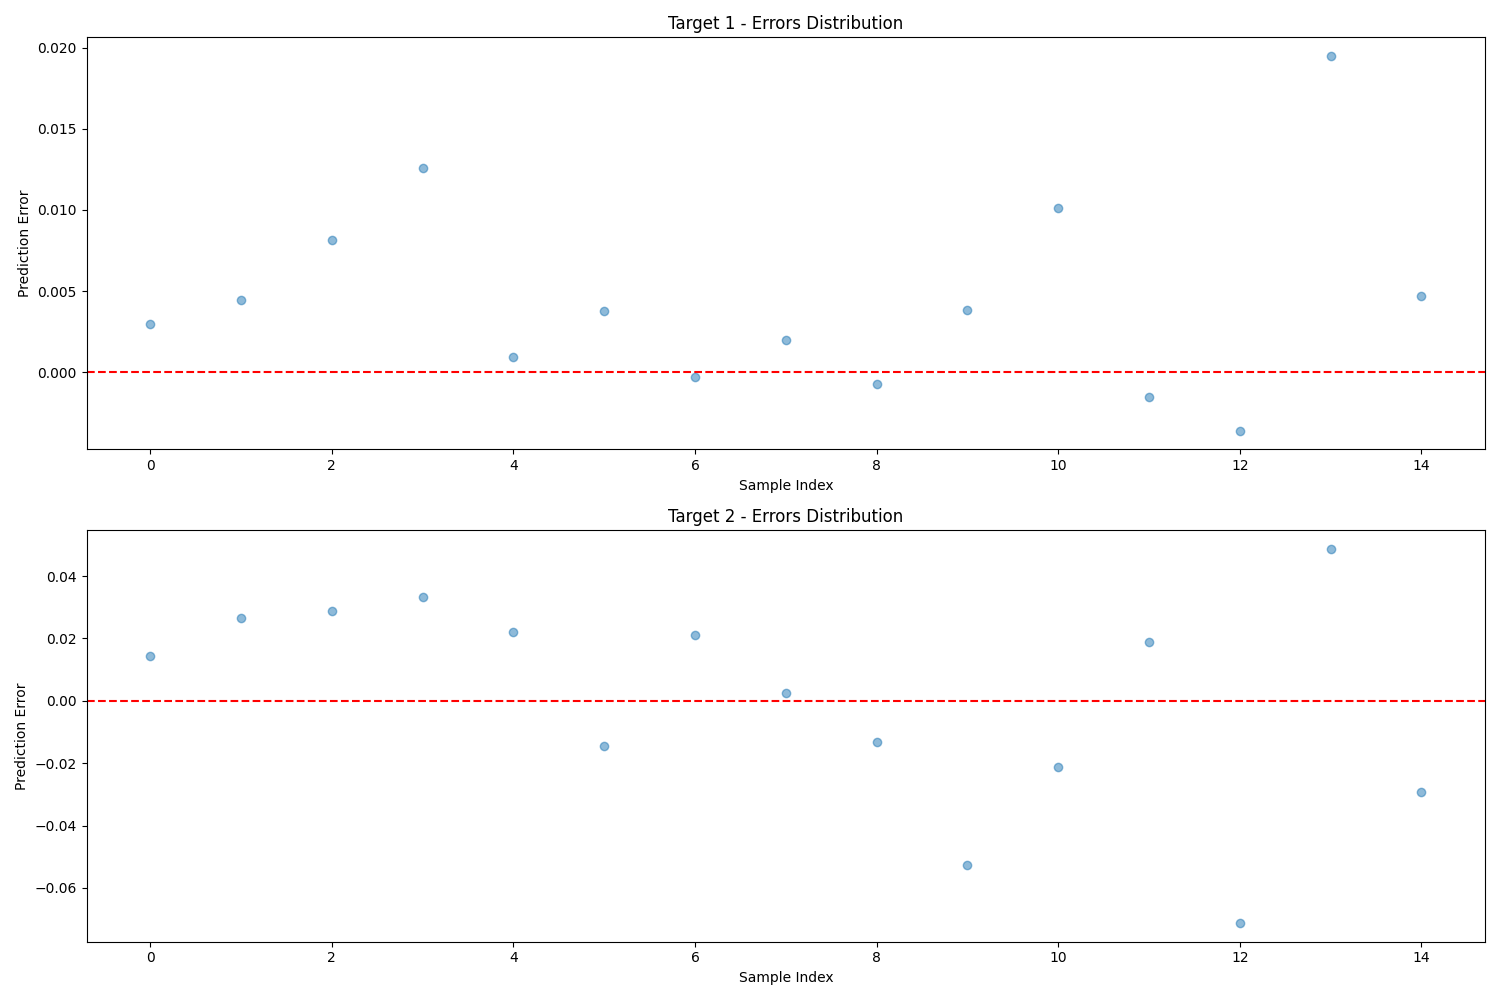 Target 1 - Errors Distribution
0.020
0.015
0.010
0.005
0.000
Prediction Error
0 2 4 6 8 10 12 14
Sample Index
Target 2 - Errors Distribution
0.04
0.02
0.00
−0.02
−0.04
−0.06
Prediction Error
0 2 4 6 8 10 12 14
Sample Index